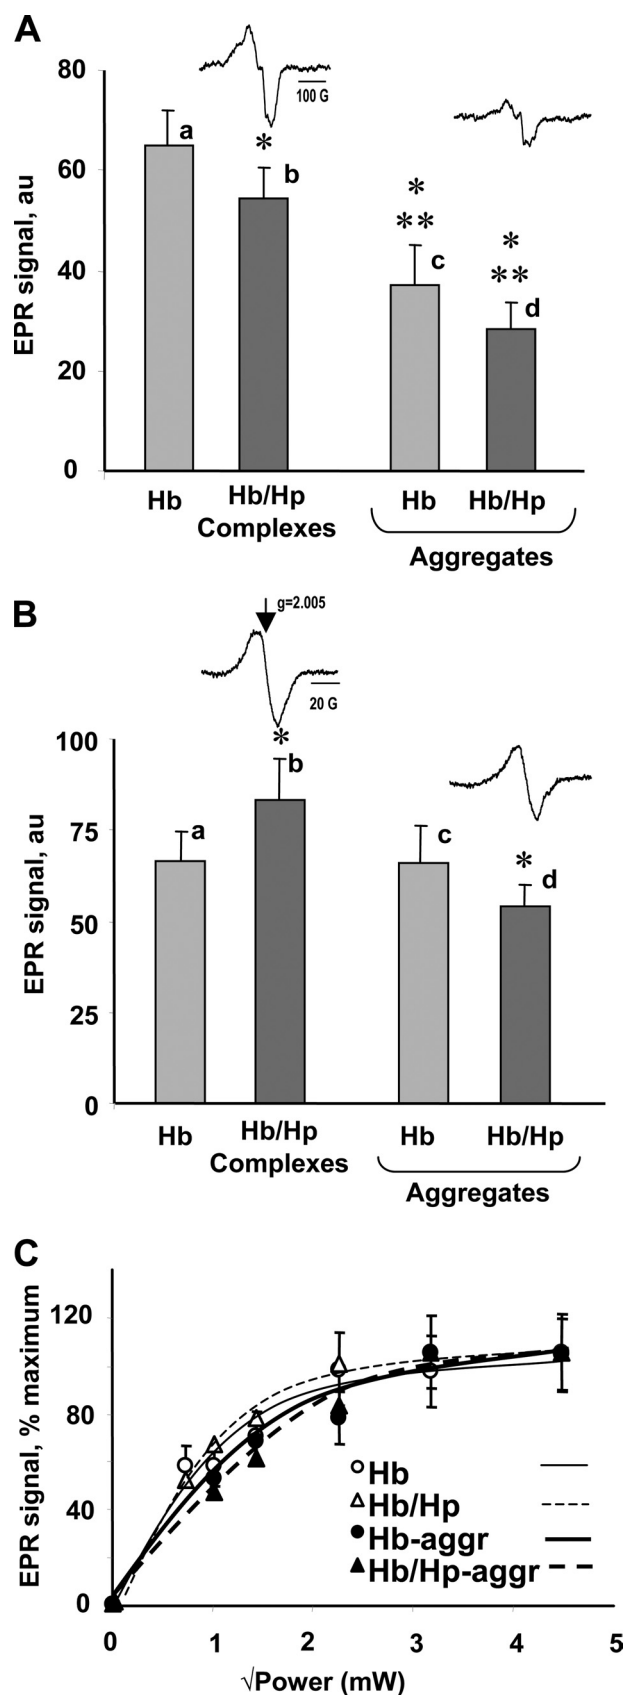 A
80
60
40
20
0
EPR signal, au
100 G
a
*
b
*
**
c
*
**
d
Hb
Hb/Hp
Complexes
Hb
Hb/Hp
Aggregates
B
g=2.005
20 G
100
75
50
25
0
EPR signal, au
a
*
b
c
*
d
Hb
Hb/Hp
Complexes
Hb
Hb/Hp
Aggregates
C
120
80
40
0
EPR signal, % maximum
Hb
Hb/Hp
Hb-aggr
Hb/Hp-aggr
0 1 2 3 4 5
√Power (mW)